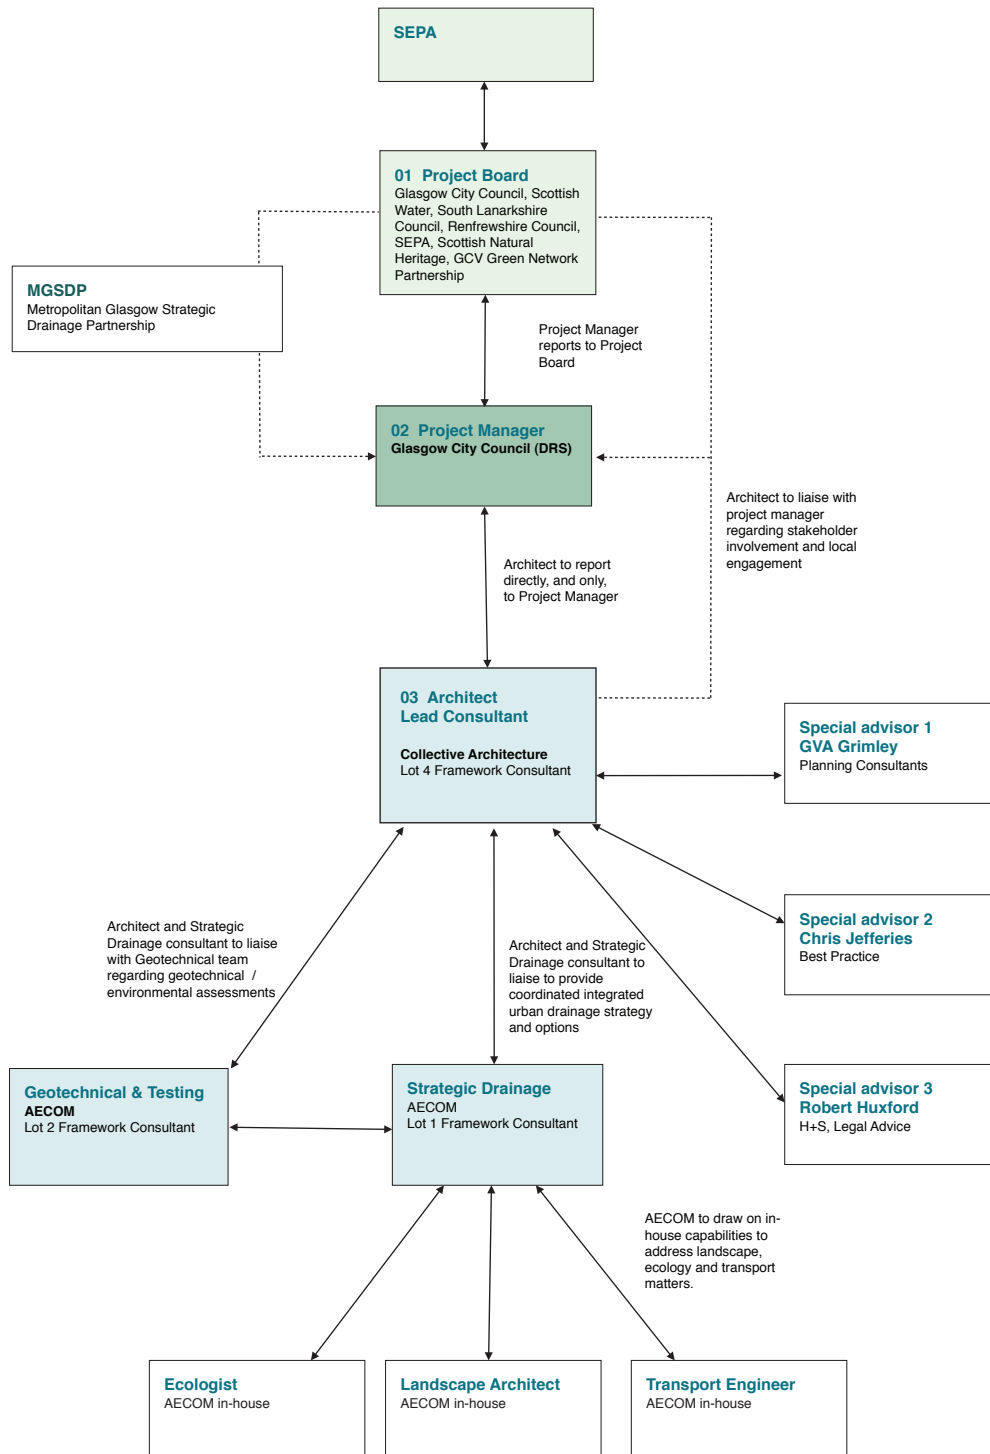 SEPA
01 Project Board
Glasgow City Council, Scottish
Water, South Lanarkshire
Council, Renfrewshire Council,
SEPA, Scottish Natural
Heritage, GCV Green Network
Partnership
MGSDP
Metropolitan Glasgow Strategic
Drainage Partnership
Project Manager
reports to Project
Board
02 Project Manager
Glasgow City Council (DRS)
Architect to liaise with
project manager
regarding stakeholder
involvement and local
engagement
Architect to report
directly, and only,
to Project Manager
03 Architect
Lead Consultant
Collective Architecture
Lot 4 Framework Consultant
Special advisor 1
GVA Grimley
Planning Consultants
Special advisor 2
Chris Jefferies
Best Practice
Architect and Strategic
Drainage consultant to liaise
with Geotechnical team
regarding geotechnical /
environmental assessments
Architect and Strategic
Drainage consultant to
liaise to provide
coordinated integrated
urban drainage strategy
and options
Special advisor 3
Robert Huxford
H+S, Legal Advice
Geotechnical & Testing
AECOM
Lot 2 Framework Consultant
Strategic Drainage
AECOM
Lot 1 Framework Consultant
AECOM to draw on in-
house capabilities to
address landscape,
ecology and transport
matters.
Ecologist
AECOM in-house
Landscape Architect
AECOM in-house
Transport Engineer
AECOM in-house